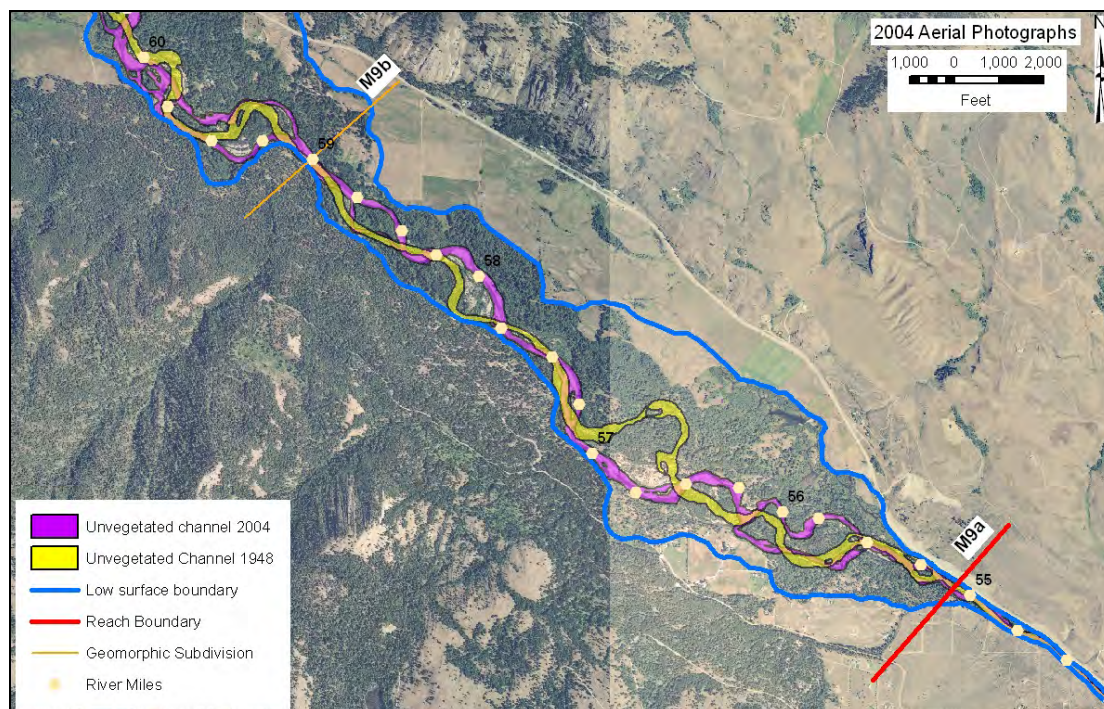 2004 Aerial Photographs
1,000 0 1,000 2,000
Feet
N
60
M9b
59
58
57
56
M9a
55
Unvegetated channel 2004
Unvegetated Channel 1948
Low surface boundary
Reach Boundary
Geomorphic Subdivision
River Miles